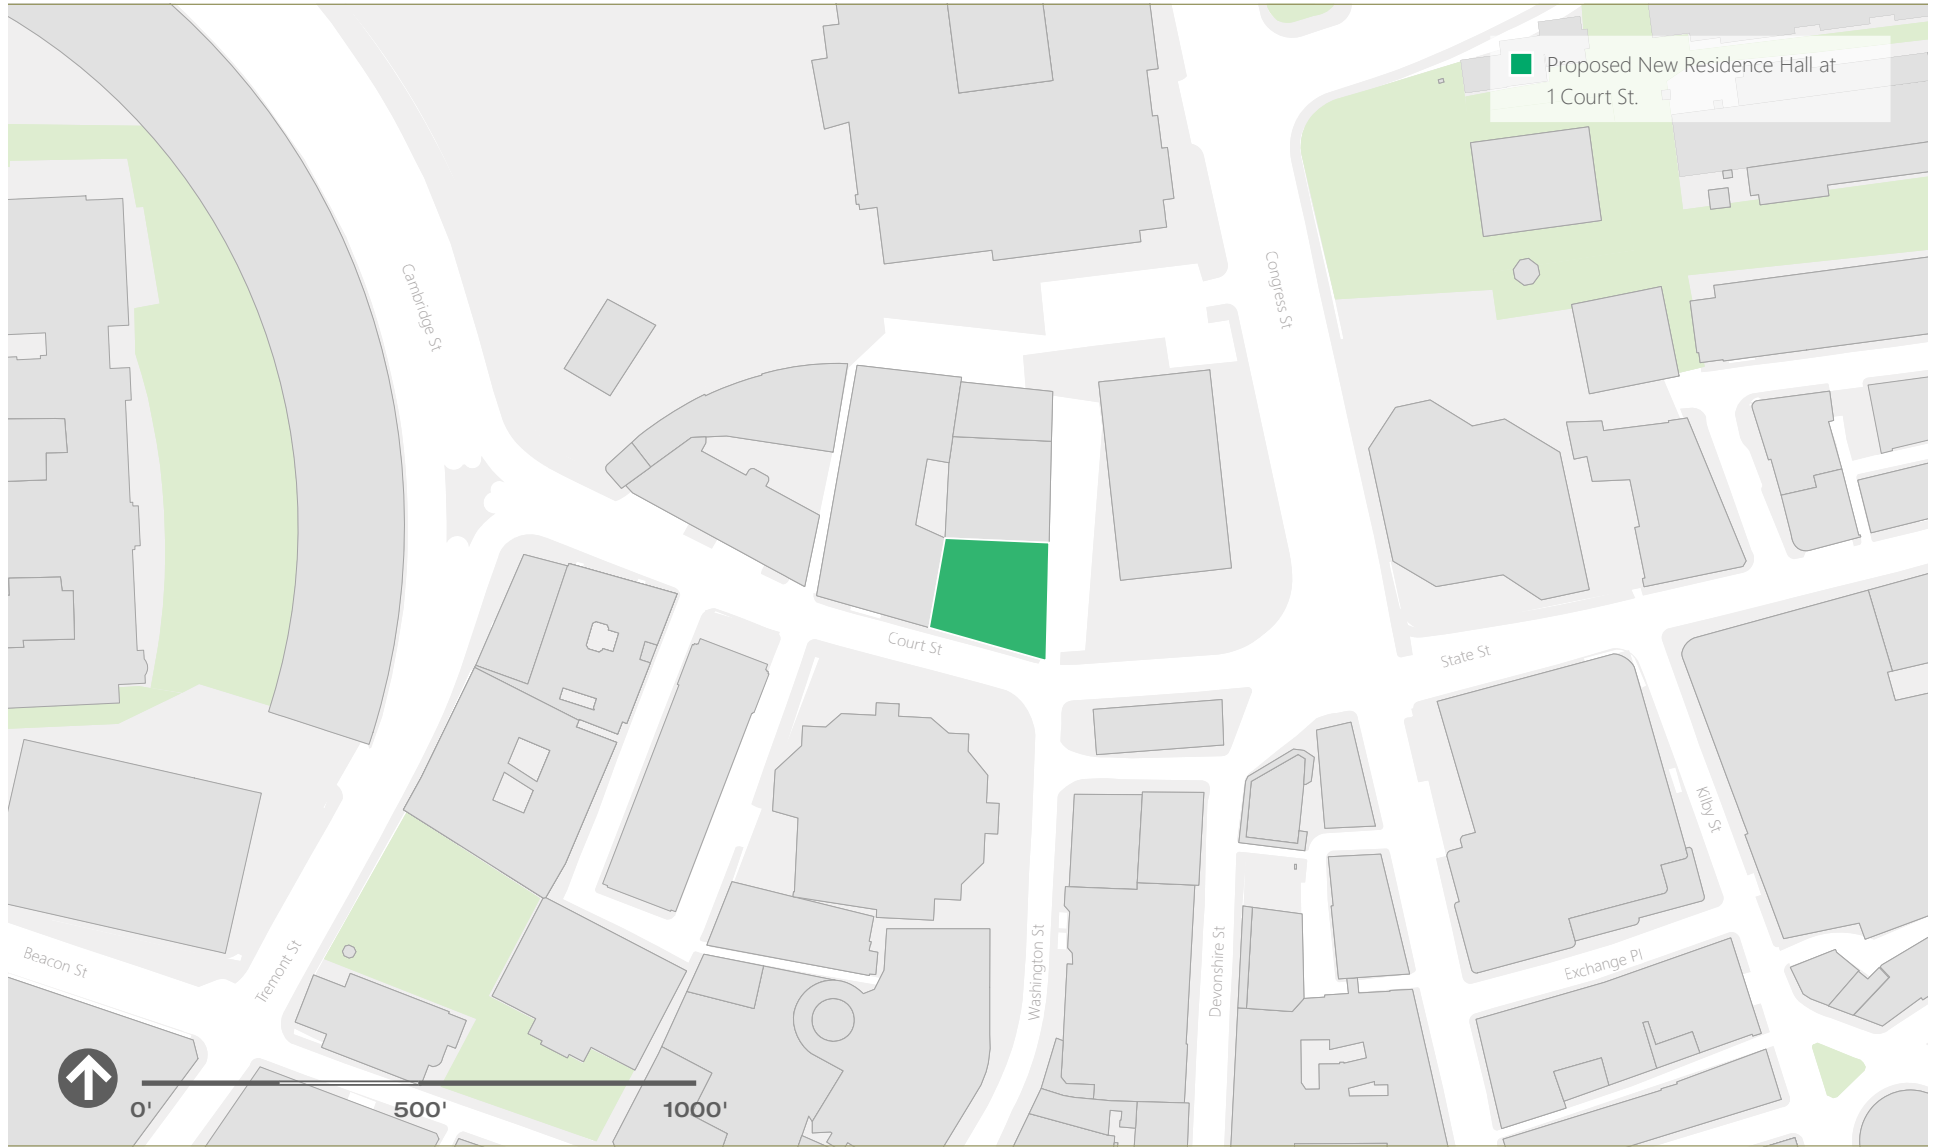 Proposed New Residence Hall at
1 Court St.
Cambridge St
Congress St
Court St
State St
Kilby St
Washington St
Devonshire St
Exchange Pl
Beacon St
Tremont St
0' 500' 1000'